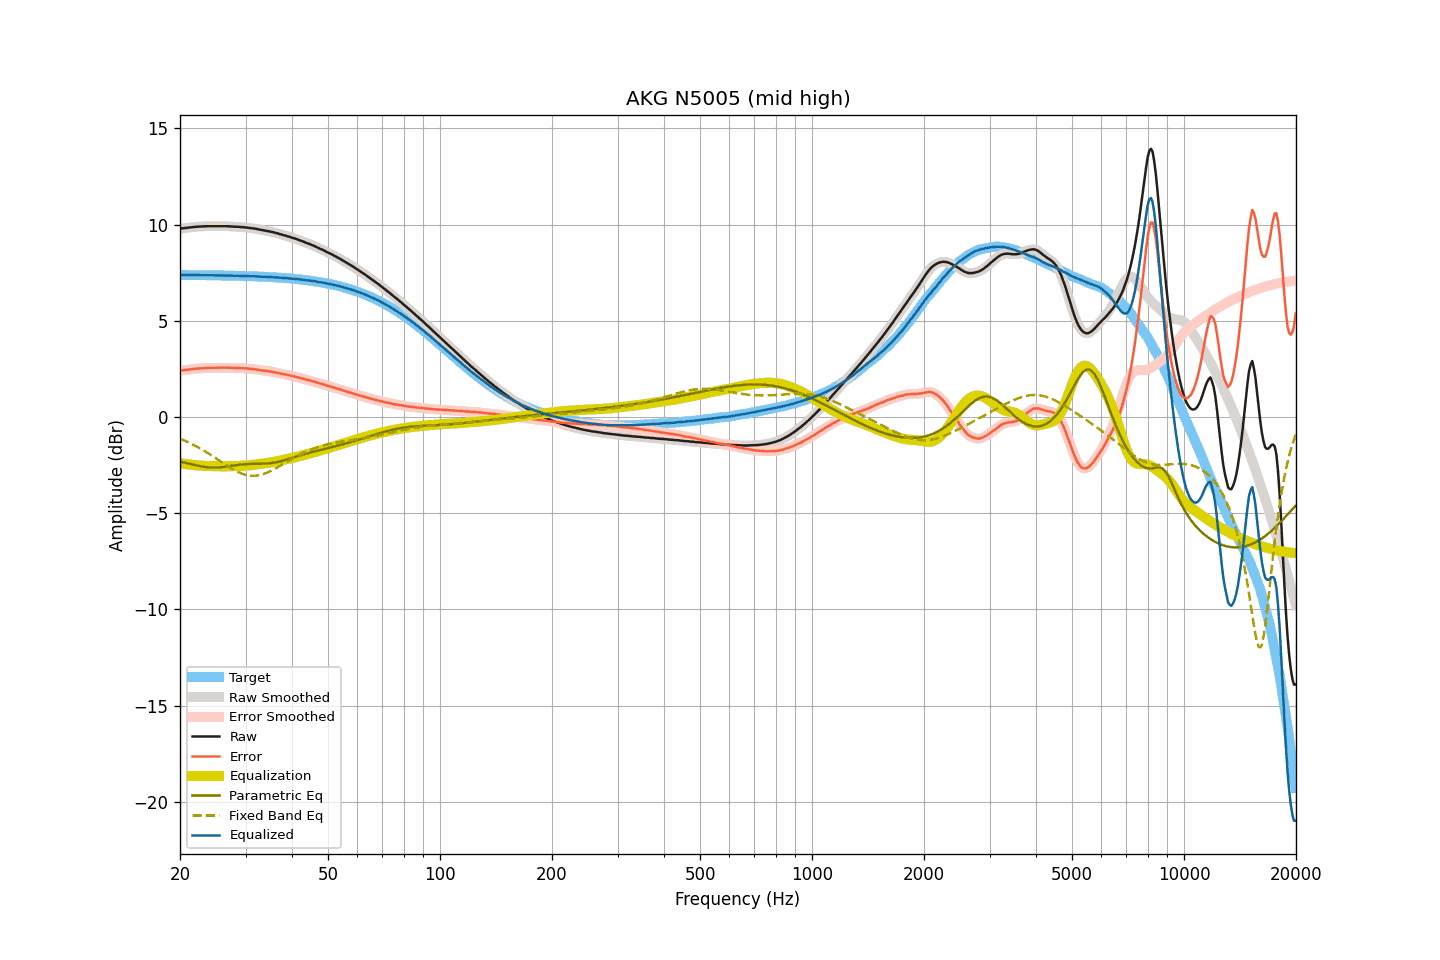 AKG N5005 (mid high)
15
10
5
0
−5
−10
−15
−20
Amplitude (dBr)
Target
Raw Smoothed
Error Smoothed
Raw
Error
Equalization
Parametric Eq
Fixed Band Eq
Equalized
20 50 100 200 500 1000 2000 5000 10000 20000
Frequency (Hz)